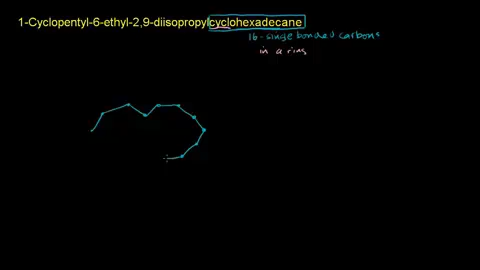 1-Cyclopentyl-6-ethyl-2,9-diisopropylcyclohexadecane
16-single bonded carbons
in a ring